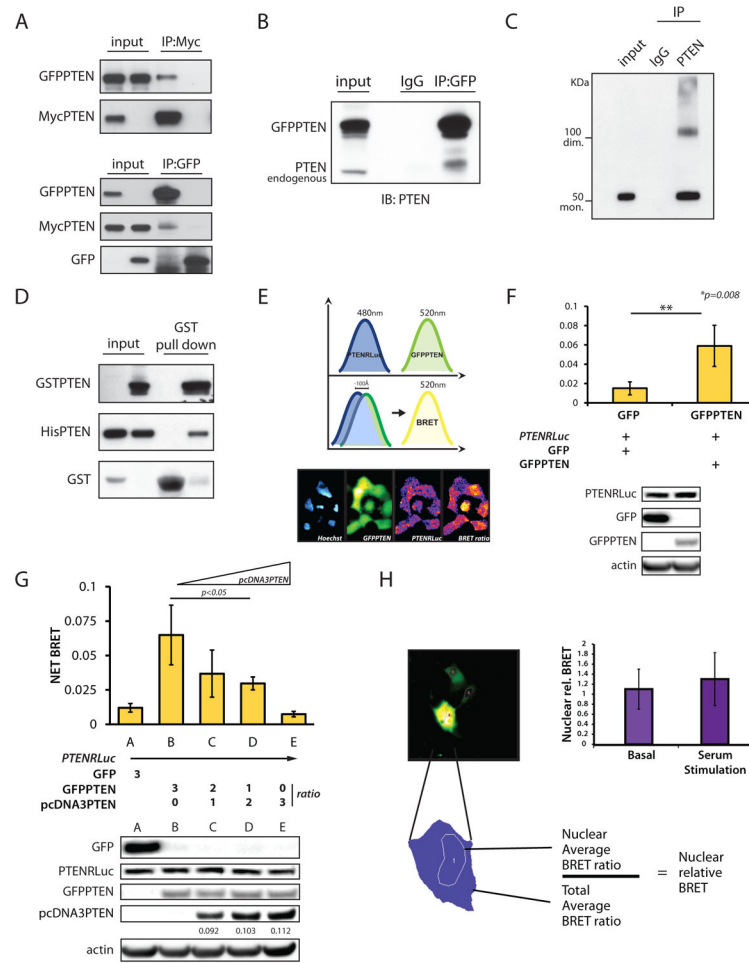 A
input IP:Myc
GFPPTEN
MycPTEN
input IP:GFP
GFPPTEN
MycPTEN
GFP
B
input IgG IP:GFP
GFPPTEN
PTEN
endogenous
IB: PTEN
C
IP
input IgG PTEN
KDa
100
dim.
50
mon.
D
GST
input pull down
GSTPTEN
HisPTEN
GST
E
480nm 520nm
PTENRLuc GFPPTEN
-100Å 520nm
BRET
Hoechst GFPPTEN PTENRLuc BRET ratio
F
*p=0.008
**
0.1
0.08
0.06
0.04
0.02
0
GFP GFPPTEN
PTENRLuc + +
GFP +
GFPPTEN +
PTENRLuc
GFP
GFPPTEN
actin
G
pcDNA3PTEN
p<0.05
NET BRET
0.1
0.075
0.05
0.025
0
A B C D E
PTENRLuc
GFP 3
GFPPTEN 3 2 1 0
pcDNA3PTEN 0 1 2 3
ratio
A B C D E
GFP
PTENRLuc
GFPPTEN
pcDNA3PTEN
0.092 0.103 0.112
actin
H
Nuclear rel. BRET
2
1.8
1.6
1.4
1.2
1
0.8
0.6
0.4
0.2
0
Basal Serum
Stimulation
1
Nuclear
Average
BRET ratio
Total
Average
BRET ratio
= Nuclear
relative
BRET